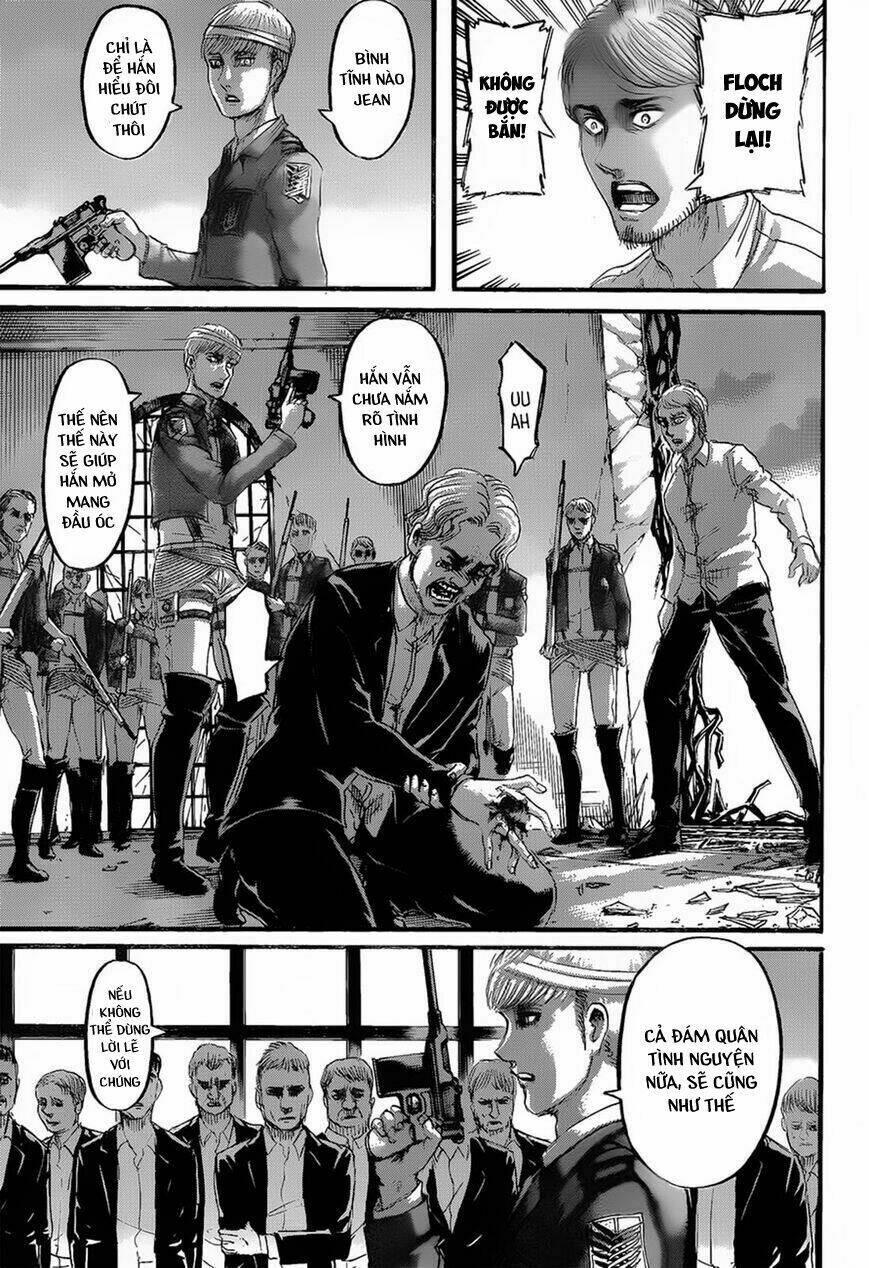 FLOCH
DỪNG
LẠI!
KHÔNG
ĐƯỢC
BẮN!
BÌNH
TĨNH NÀO
JEAN
CHỈ LÀ
ĐỂ HẮN
HIỂU ĐÔI
CHÚT
THÔI
UU
AH
HẮN VẪN
CHƯA NẮM
RÕ TÌNH
HÌNH
THẾ NÊN
THẾ NÀY
SẼ GIÚP
HẮN MỞ
MANG
ĐẦU ÓC
CẢ ĐÁM QUÂN
TÌNH NGUYỆN
NỮA, SẼ CŨNG
NHƯ THẾ
NẾU
KHÔNG
THỂ DÙNG
LỜI LẼ
VỚI
CHÚNG